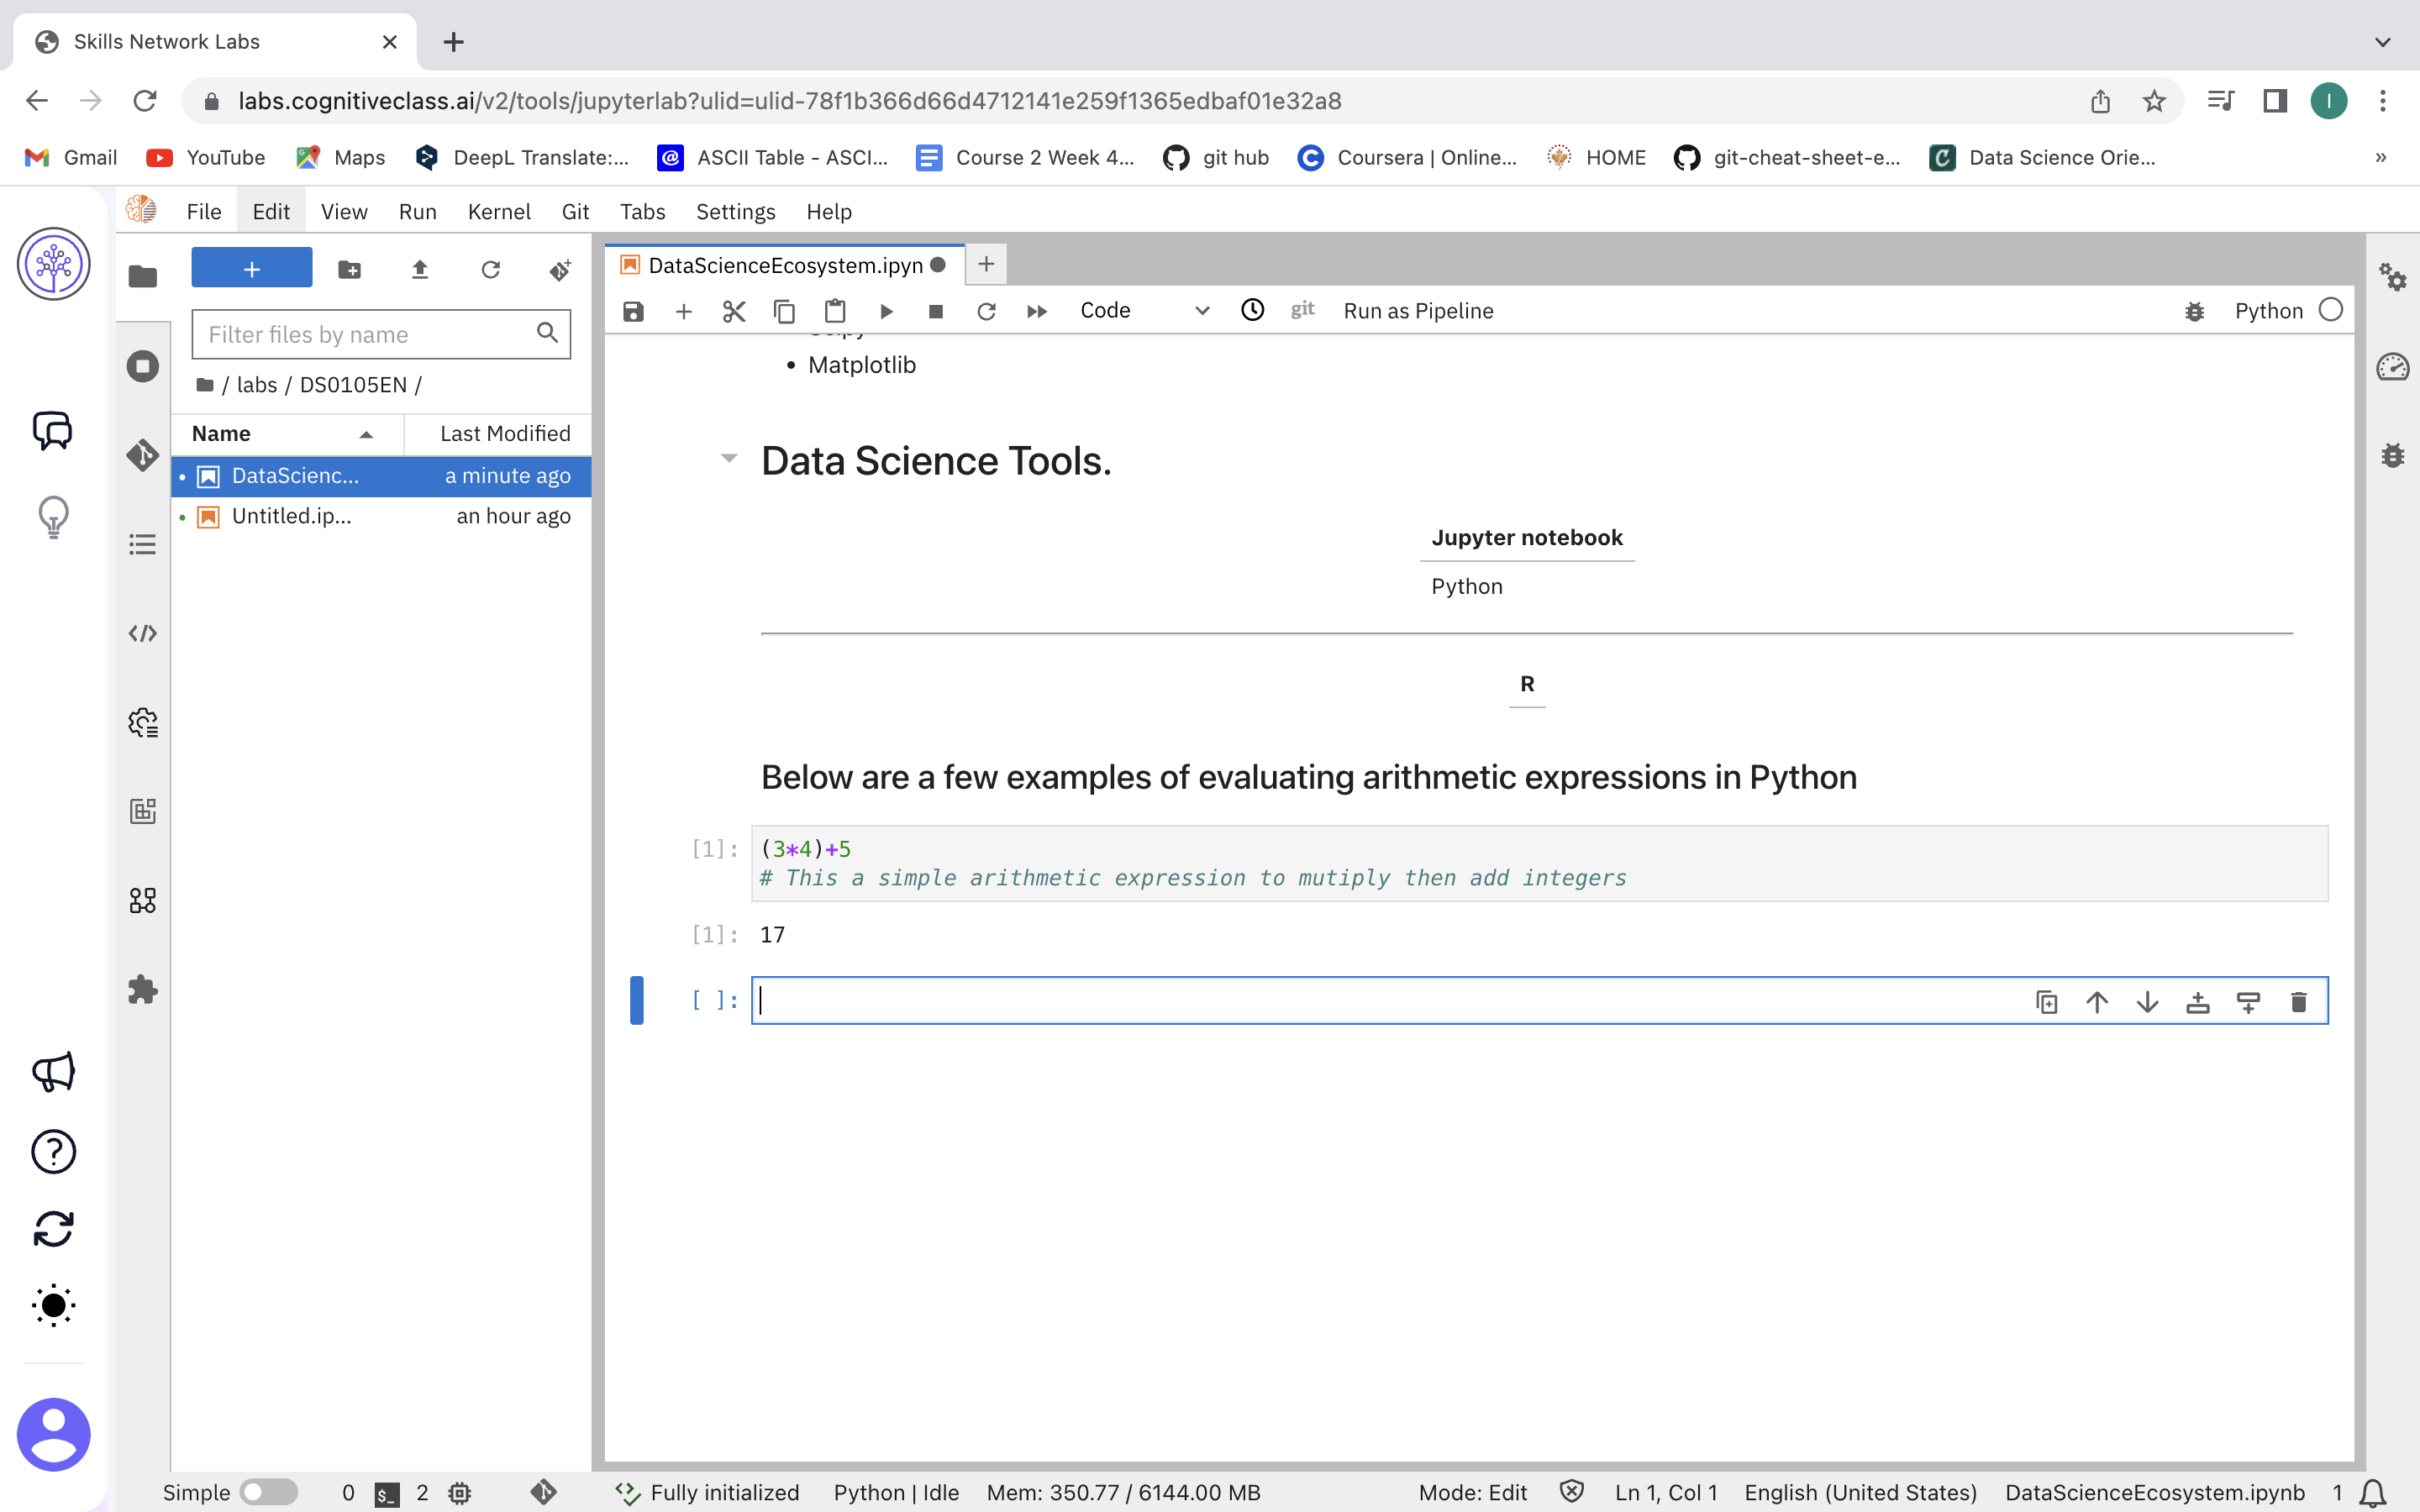 Skills Network Labs
labs.cognitiveclass.ai/v2/tools/jupyterlab?ulid=ulid-78f1b366d66d4712141e259f1365edbaf01e32a8
I
Gmail YouTube Maps DeepL Translate:... ASCII Table - ASCI... Course 2 Week 4... git hub Coursera | Online... HOME git-cheat-sheet-e... Data Science Orie... »
File Edit View Run Kernel Git Tabs Settings Help
DataScienceEcosystem.ipyn
Code git Run as Pipeline Python
Filter files by name
/ labs / DS0105EN /
Name Last Modified
DataScienc... a minute ago
Untitled.ip... an hour ago
• Matplotlib
Data Science Tools.
Jupyter notebook
Python
R
Below are a few examples of evaluating arithmetic expressions in Python
[1]: (3*4)+5
# This a simple arithmetic expression to mutiply then add integers
[1]: 17
[ ]:
Simple 0 $_ 2 Fully initialized Python | Idle Mem: 350.77 / 6144.00 MB Mode: Edit Ln 1, Col 1 English (United States) DataScienceEcosystem.ipynb 1